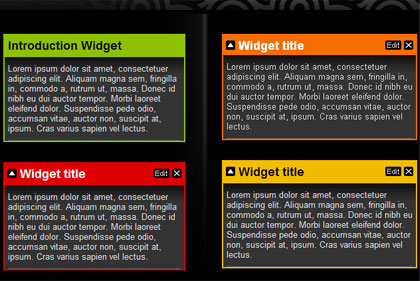 Introduction Widget
Lorem ipsum dolor sit amet, consectetuer
adipiscing elit. Aliquam magna sem, fringilla
in, commodo a, rutrum ut, massa. Donec id
nibh eu dui auctor tempor. Morbi laoreet
eleifend dolor. Suspendisse pede odio,
accumsan vitae, auctor non, suscipit at,
ipsum. Cras varius sapien vel lectus.
Widget title
Edit
Lorem ipsum dolor sit amet, consectetuer
adipiscing elit. Aliquam magna sem, fringilla
in, commodo a, rutrum ut, massa. Donec id
nibh eu dui auctor tempor. Morbi laoreet
eleifend dolor. Suspendisse pede odio,
accumsan vitae, auctor non, suscipit at,
ipsum. Cras varius sapien vel lectus.
Widget title
Edit
Lorem ipsum dolor sit amet, consectetuer
adipiscing elit. Aliquam magna sem, fringilla
in, commodo a, rutrum ut, massa. Donec id
nibh eu dui auctor tempor. Morbi laoreet
eleifend dolor. Suspendisse pede odio,
accumsan vitae, auctor non, suscipit at,
ipsum. Cras varius sapien vel lectus.
Widget title
Edit
Lorem ipsum dolor sit amet, consectetuer
adipiscing elit. Aliquam magna sem, fringilla
in, commodo a, rutrum ut, massa. Donec id
nibh eu dui auctor tempor. Morbi laoreet
eleifend dolor. Suspendisse pede odio,
accumsan vitae, auctor non, suscipit at,
ipsum. Cras varius sapien vel lectus.